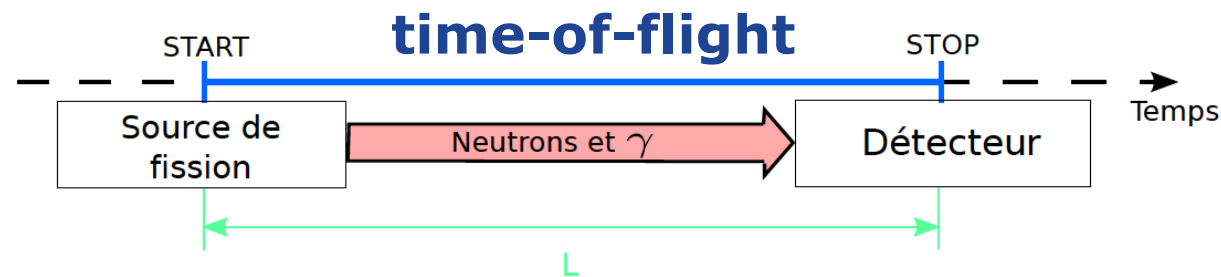 time-of-flight
START
STOP
Temps
Source de
fission
Neutrons et γ
Détecteur
L